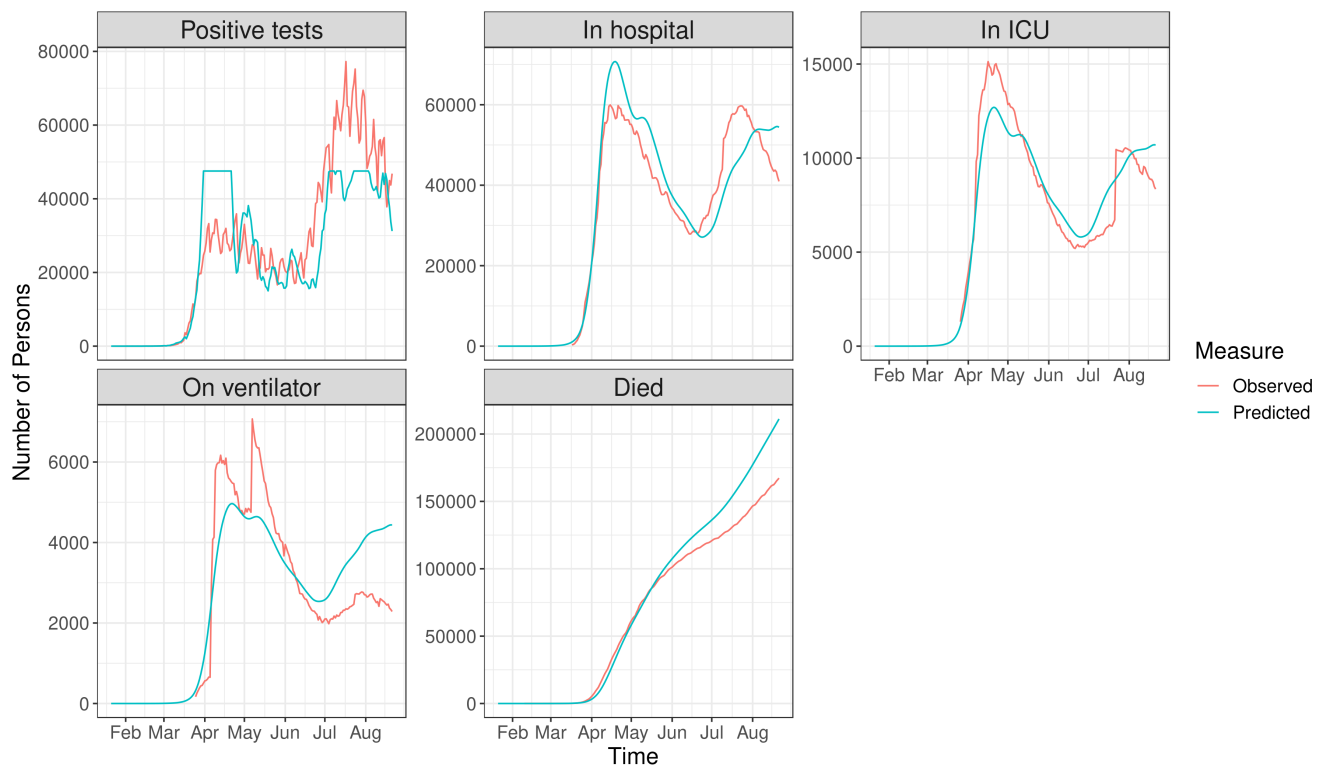 Positive tests
In hospital
In ICU
80000
60000
40000
20000
0
60000
40000
20000
0
15000
10000
5000
0
Feb Mar Apr May Jun Jul Aug
On ventilator
Died
6000
4000
2000
0
200000
150000
100000
50000
0
Feb Mar Apr May Jun Jul Aug
Feb Mar Apr May Jun Jul Aug
Number of Persons
Time
Measure
Observed
Predicted